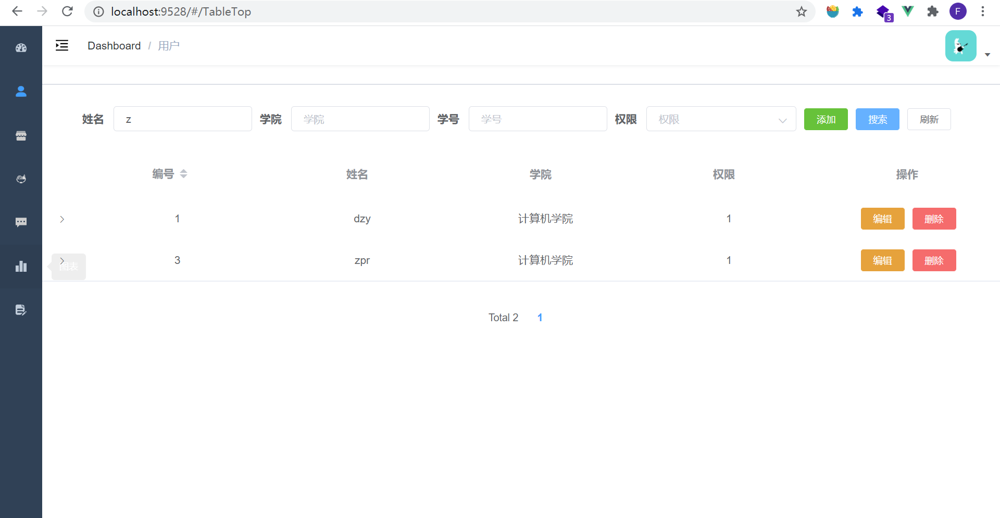 localhost:9528/#/TableTop
3
F
Dashboard / 用户
姓名 z 学院 学院 学号 学号 权限 权限 添加 搜索 刷新
编号 姓名 学院 权限 操作
1 dzy 计算机学院 1 编辑 删除
3 zpr 计算机学院 1 编辑 删除
图表
Total 2 1